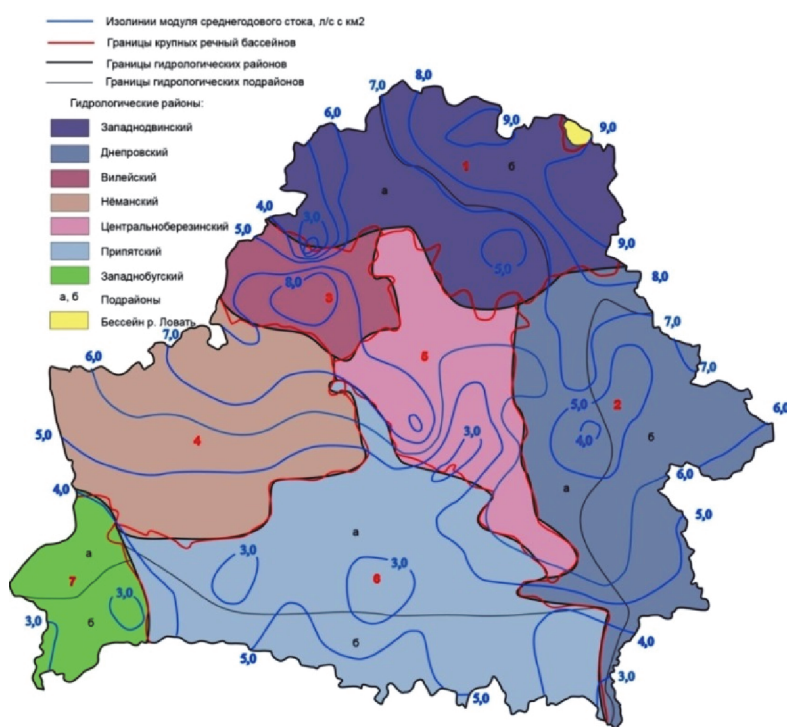 Изолинии модуля среднегодового стока, л/с с км2
Границы крупных речный бассейнов
Границы гидрологических районов
Границы гидрологических подрайонов
Гидрологические районы:
Западнодвинский
Днепровский
Вилейский
Нёманский
Центральноберезинский
Припятский
Западнобугский
а, б Подрайоны
Бессейн р. Ловать
8,0
7,0
6,0
9,0
9,0
1
а
б
4,0
3,0
5,0
5,0
9,0
8,0
8,0
3
7,0
7,0
6,0
5
7,0
5,0
2
4,0
6,0
5,0
3,0
4
б
6,0
4,0
а
5,0
а
а
3,0
3,0
7
6
3,0
3,0
б
б
4,0
5,0
5,0
3,0